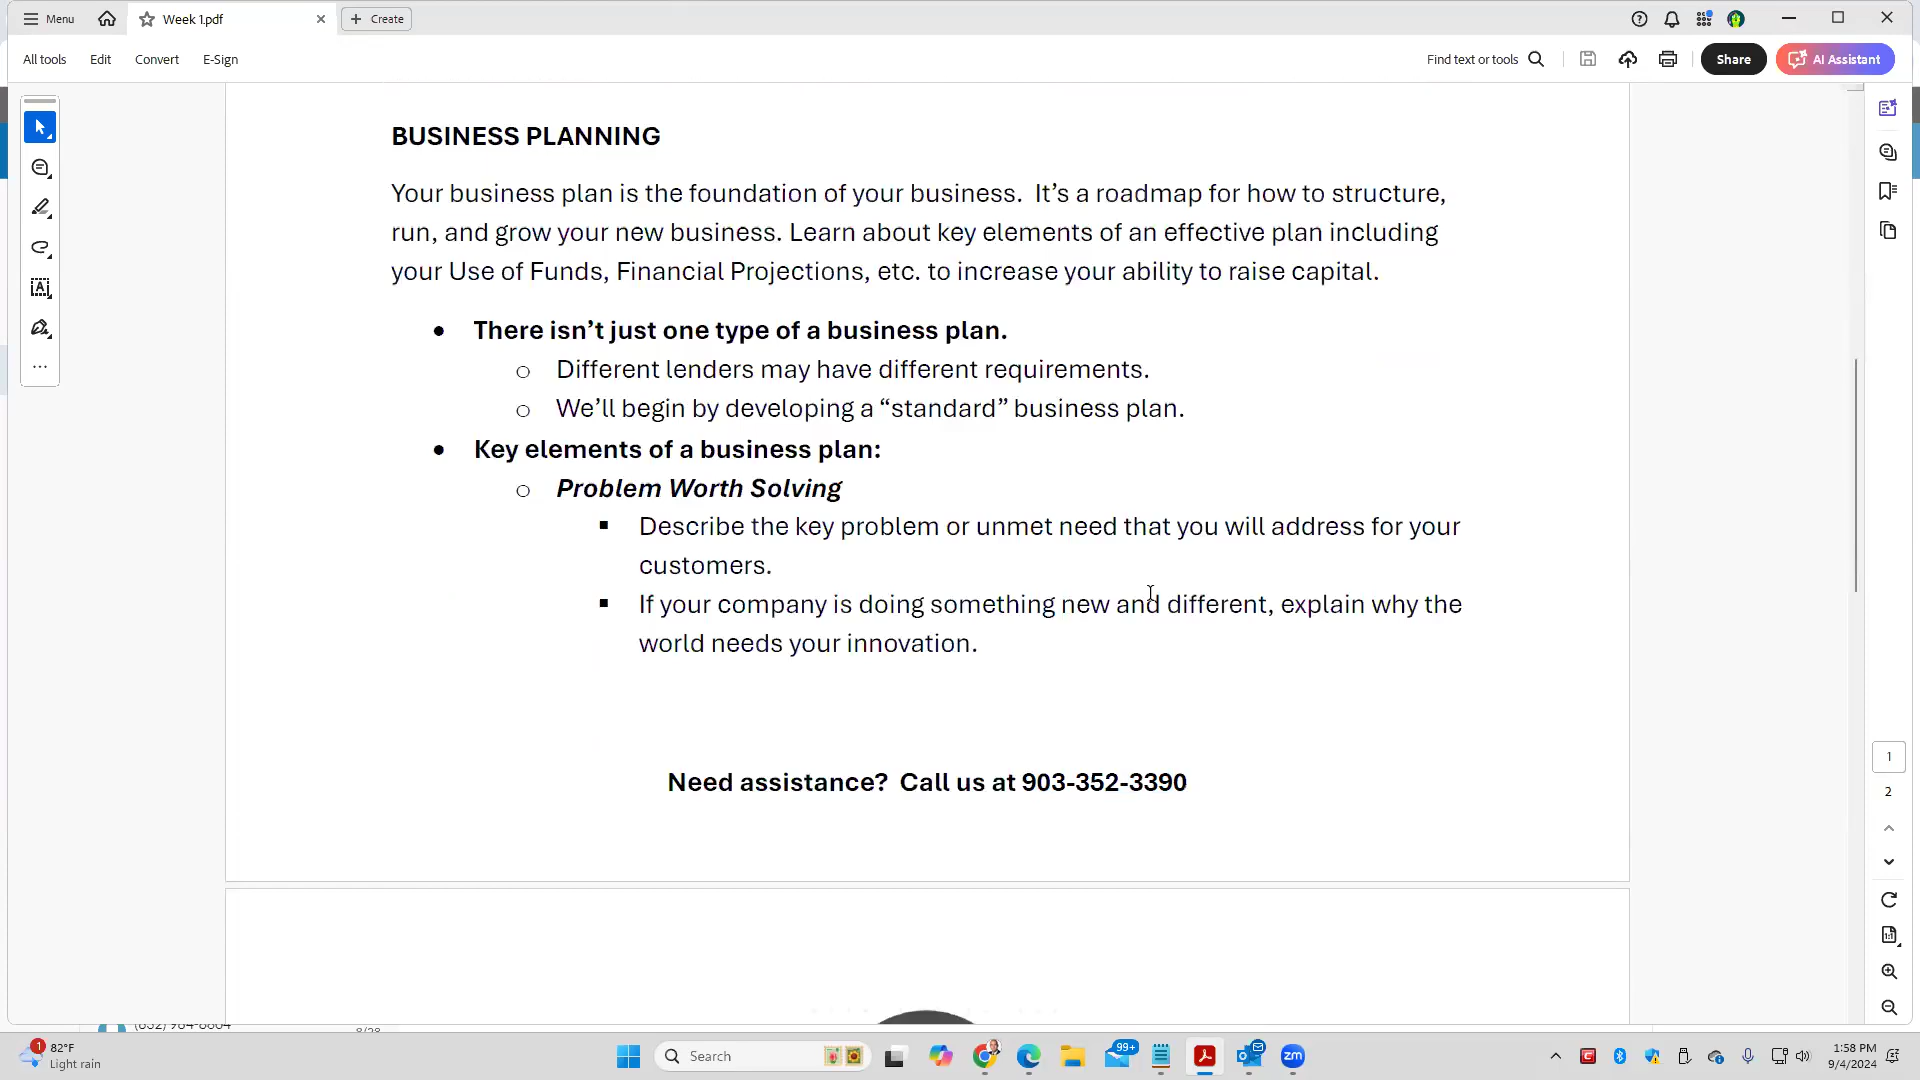 Menu
Week 1.pdf
Create
All tools
Edit
Convert
E-Sign
Find text or tools
Share
AI Assistant
BUSINESS PLANNING
Your business plan is the foundation of your business.  It’s a roadmap for how to structure,
run, and grow your new business. Learn about key elements of an effective plan including
your Use of Funds, Financial Projections, etc. to increase your ability to raise capital.
• There isn’t just one type of a business plan.
o Different lenders may have different requirements.
o We’ll begin by developing a “standard” business plan.
• Key elements of a business plan:
o Problem Worth Solving
▪ Describe the key problem or unmet need that you will address for your
customers.
▪ If your company is doing something new and different, explain why the
world needs your innovation.
Need assistance?  Call us at 903-352-3390
1
2
1
82°F
Light rain
Search
99+
zm
1:58 PM
9/4/2024